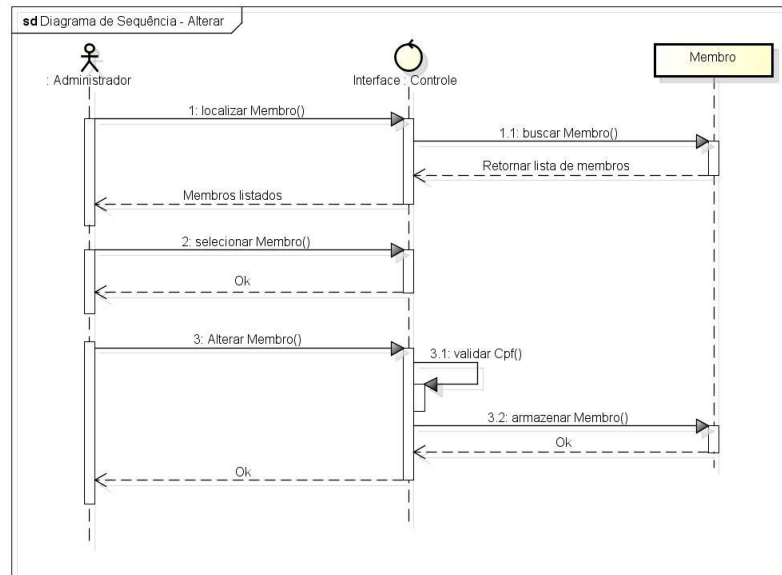 sd Diagrama de Sequência - Alterar
: Administrador
Interface : Controle
Membro
1: localizar Membro()
1.1: buscar Membro()
Retornar lista de membros
Membros listados
2: selecionar Membro()
Ok
3: Alterar Membro()
3.1: validar Cpf()
3.2: armazenar Membro()
Ok
Ok